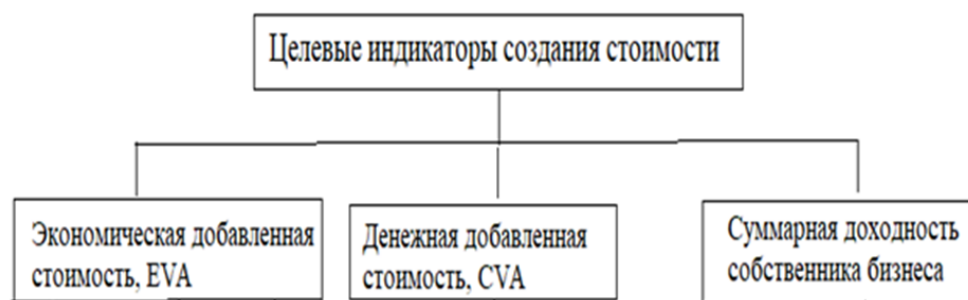 Целевые индикаторы создания стоимости
Экономическая добавленная
стоимость, EVA
Денежная добавленная
стоимость, CVA
Суммарная доходность
собственника бизнеса